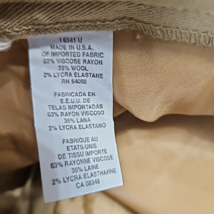 16341 U
MADE IN U.S.A.
OF IMPORTED FABRIC
63% VISCOSE RAYON
35% WOOL
2% LYCRA ELASTANE
RN 54050
FABRICADA EN
E.E.U.U. DE
TELAS IMPORTADAS
63% RAYON VISCOSE
35% LANA
2% LYCRA ELASTANO
FABRIQUE AU
ETATS-UNIS
DE TISSU IMPORTE
63% RAYONNE VISCOSE
35% LAINE
2% LYCRA ELASTHANNE
CA 08346